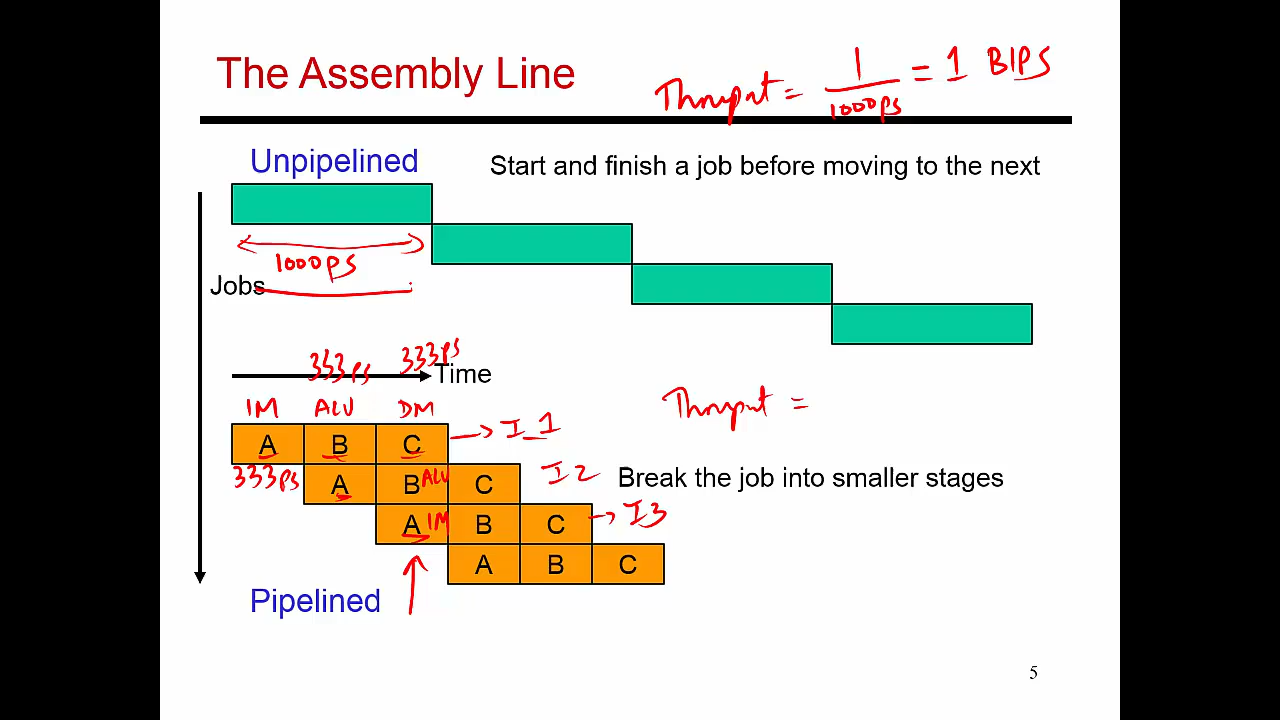 The Assembly Line
Thruput = 1/1000ps = 1 BIPS
Unpipelined
Start and finish a job before moving to the next
1000ps
Jobs
333ps 333ps
Time
IM ALU DM
Thruput =
A B C → I1
333ps A B ALU C I2
Break the job into smaller stages
A IM B C → I3
A B C
Pipelined
5